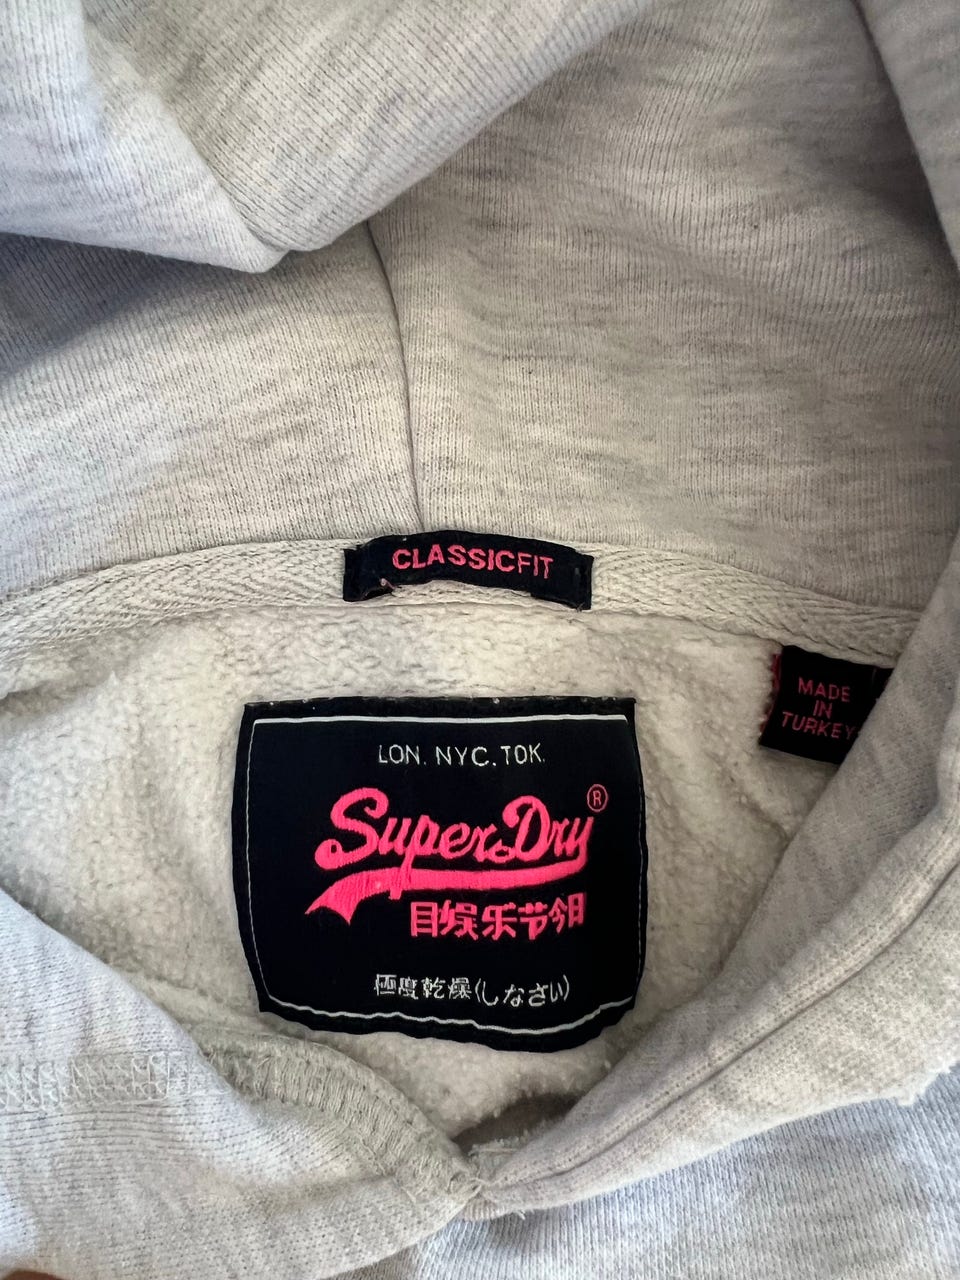 CLASSICFIT
MADE
IN
TURKEY
LON. NYC. TOK.
SuperDry®
目娱乐节今日
極度乾燥(しなさい)